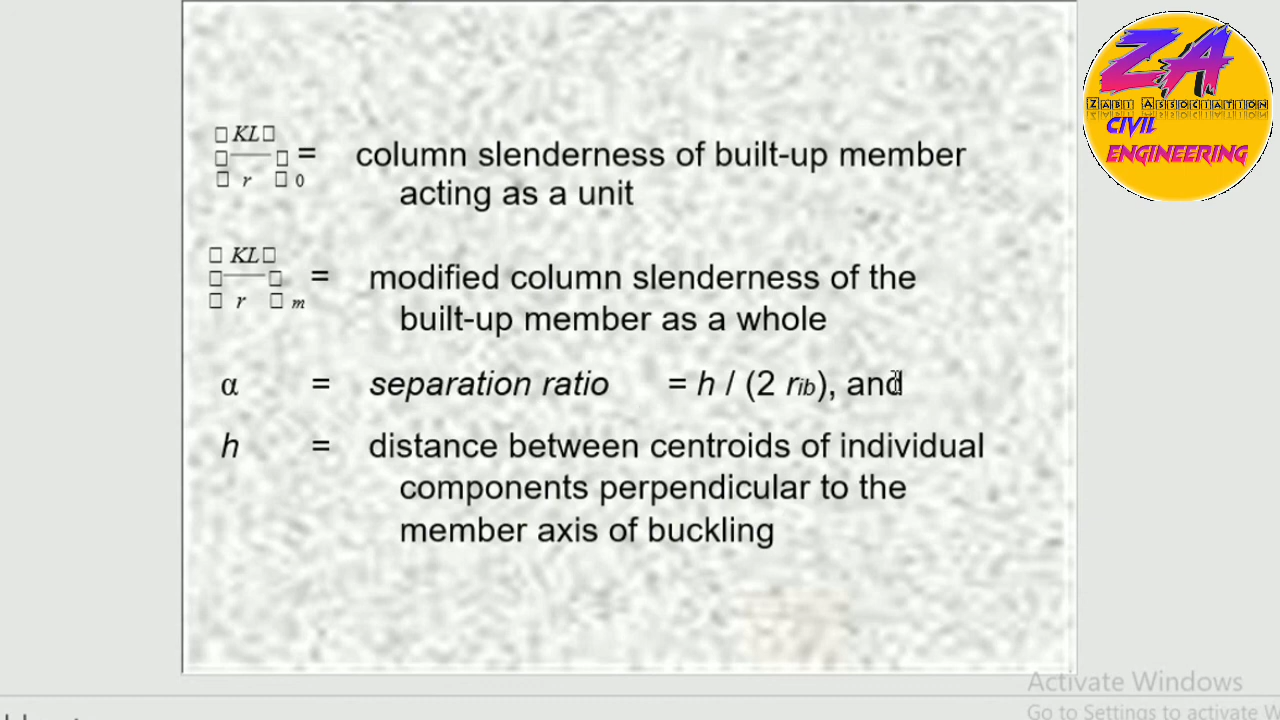 ZA
ZABI ASSOCIATION
CIVIL
ENGINEERING
(KL/r)0 = column slenderness of built-up member
acting as a unit
(KL/r)m = modified column slenderness of the
built-up member as a whole
α = separation ratio = h / (2 rib), and
h = distance between centroids of individual
components perpendicular to the
member axis of buckling
Activate Windows
Go to Settings to activate W